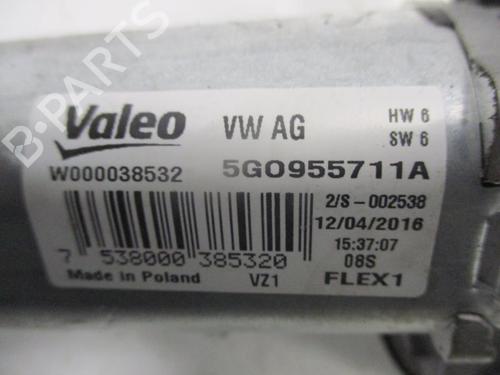 Valeo
VW AG
HW 6
SW 6
W000038532
5G0955711A
2/S-002538
12/04/2016
15:37:07
7 538000 385320
08S
Made in Poland
VZ1
FLEX1